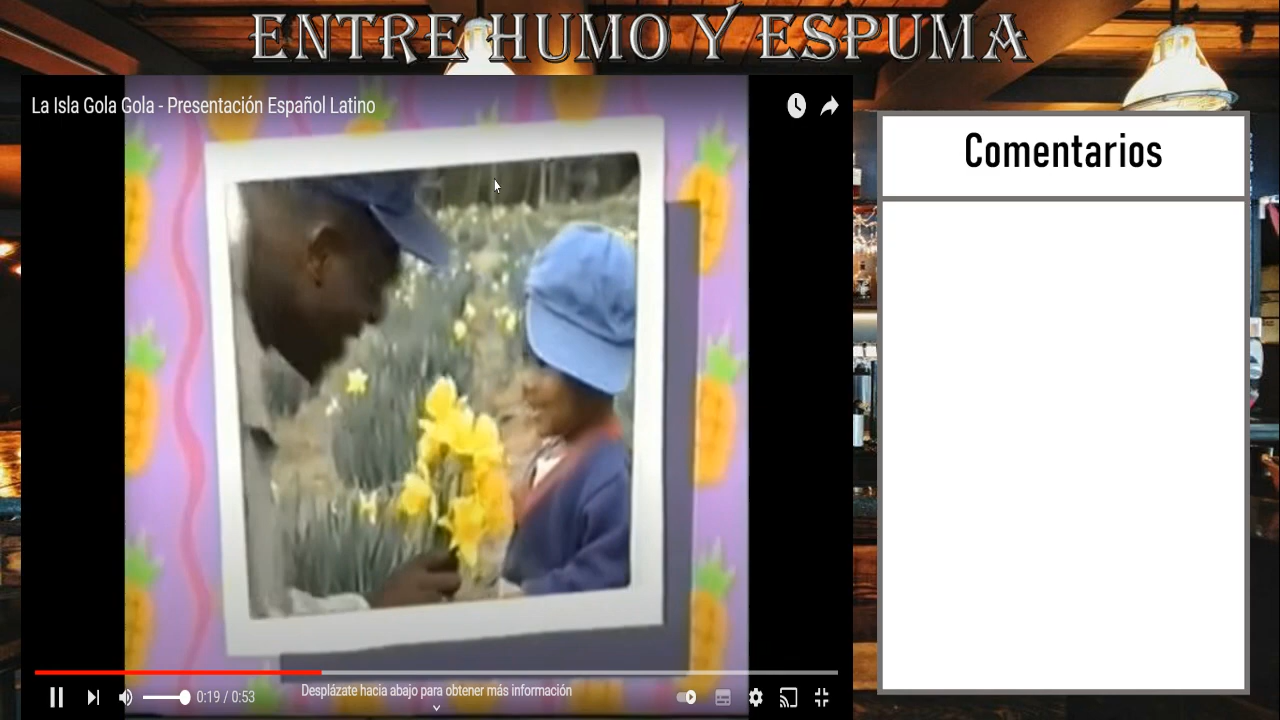 ENTRE HUMO Y ESPUMA
La Isla Gola Gola - Presentación Español Latino
Comentarios
0:19 / 0:53
Desplázate hacia abajo para obtener más información